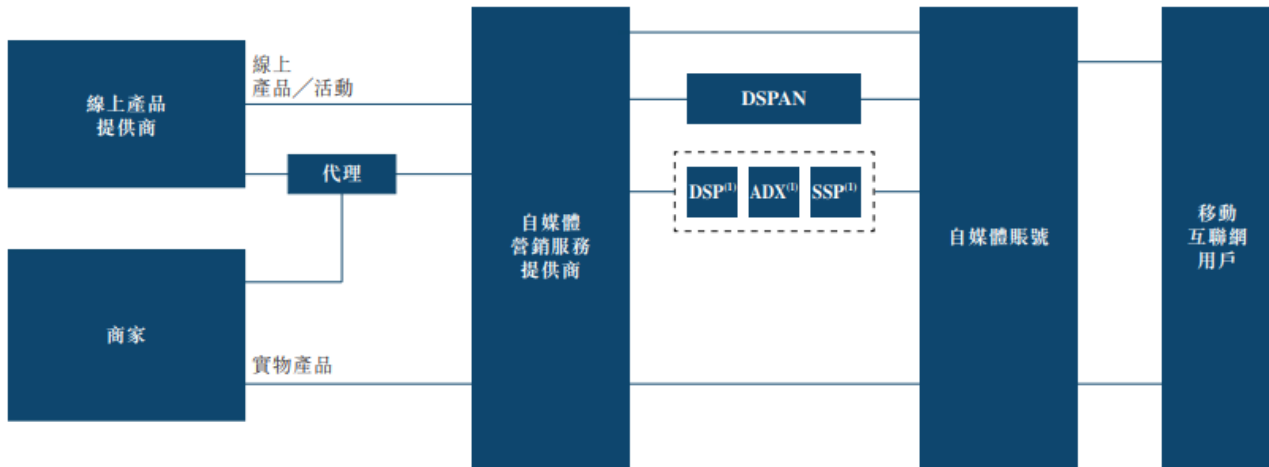 線上產品
提供商
線上
產品／活動
代理
商家
實物產品
自媒體
營銷服務
提供商
DSPAN
DSP(1)
ADX(1)
SSP(1)
自媒體賬號
移動
互聯網
用戶